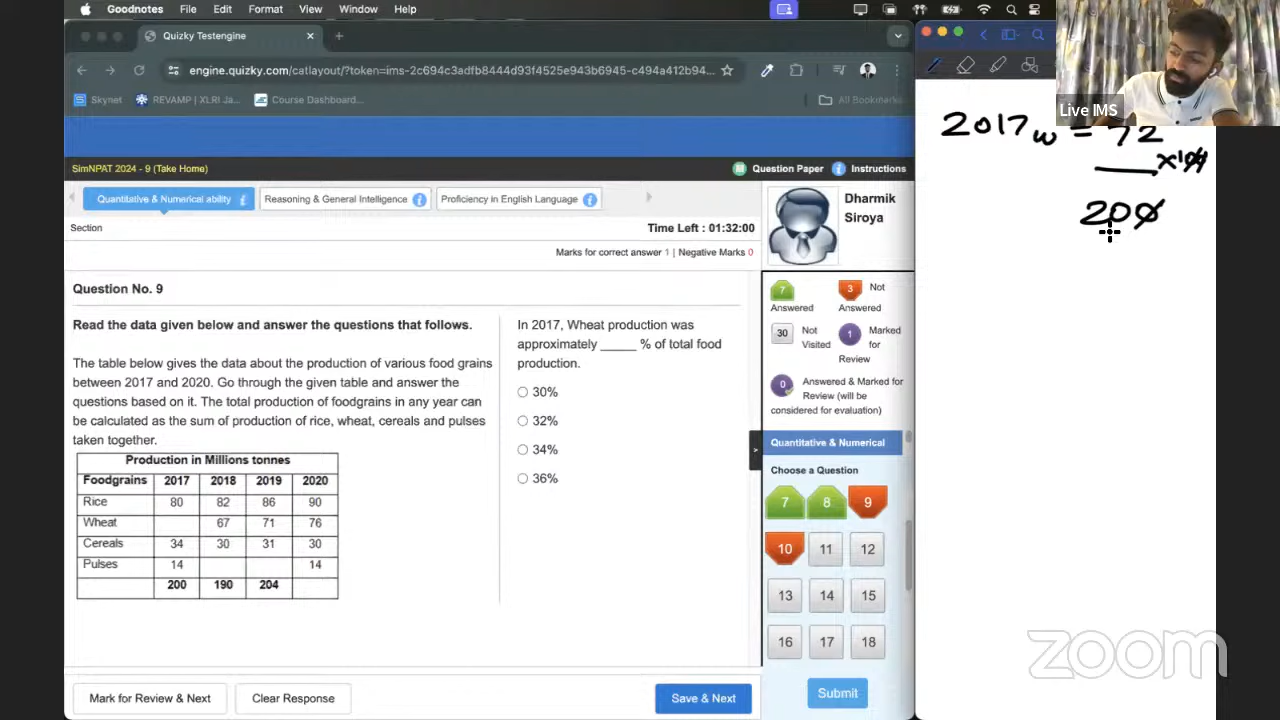 Goodnotes File Edit Format View Window Help
Quizky Testengine
engine.quizky.com/catlayout/?token=ims-2c694c3adfb8444d93f4525e943b6945-c494a412b94...
Skynet REVAMP | XLRI Ja... Course Dashboard... All Bookmarks
SimNPAT 2024 - 9 (Take Home) Question Paper Instructions
Quantitative & Numerical ability Reasoning & General Intelligence Proficiency in English Language
Section Time Left : 01:32:00
Marks for correct answer 1 | Negative Marks 0
Dharmik
Siroya
Question No. 9
Read the data given below and answer the questions that follows.
The table below gives the data about the production of various food grains
between 2017 and 2020. Go through the given table and answer the
questions based on it. The total production of foodgrains in any year can
be calculated as the sum of production of rice, wheat, cereals and pulses
taken together.
Production in Millions tonnes
Foodgrains 2017 2018 2019 2020
Rice 80 82 86 90
Wheat 67 71 76
Cereals 34 30 31 30
Pulses 14 14
200 190 204
In 2017, Wheat production was
approximately _____ % of total food
production.
30%
32%
34%
36%
7 Answered
3 Not Answered
30 Not Visited
1 Marked for Review
0 Answered & Marked for
Review (will be
considered for evaluation)
Quantitative & Numerical
Choose a Question
7 8 9
10 11 12
13 14 15
16 17 18
Mark for Review & Next Clear Response Save & Next Submit
2017 w = 72
x100
200
Live IMS
zoom